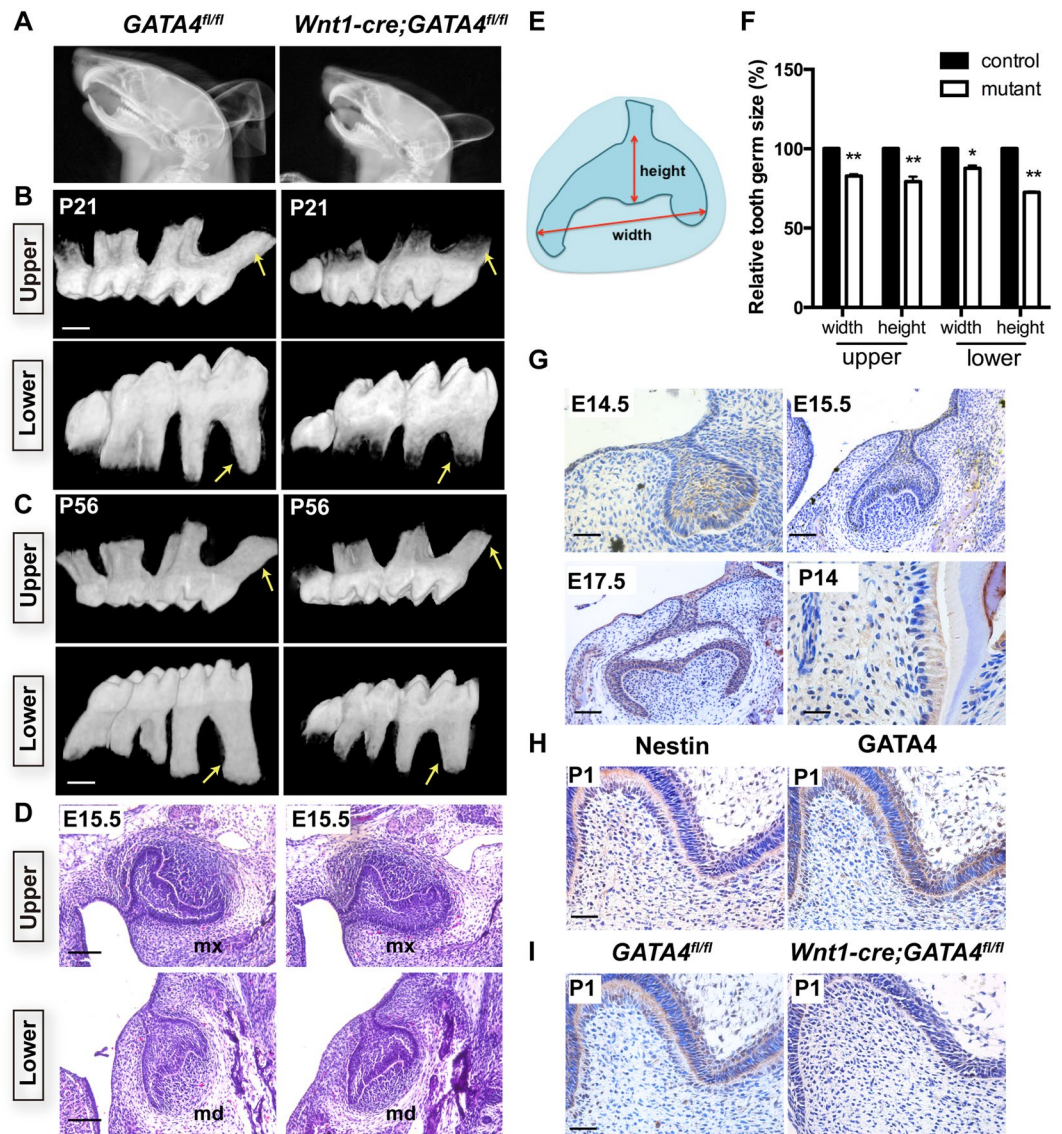 A
GATA4fl/fl
Wnt1-cre;GATA4fl/fl
B
P21
P21
Upper
Lower
C
P56
P56
Upper
Lower
D
E15.5
E15.5
Upper
mx
mx
Lower
md
md
E
height
width
F
control
mutant
Relative tooth germ size (%)
150
100
50
0
**
**
*
**
width
height
width
height
upper
lower
G
E14.5
E15.5
E17.5
P14
H
Nestin
GATA4
P1
P1
I
GATA4fl/fl
Wnt1-cre;GATA4fl/fl
P1
P1